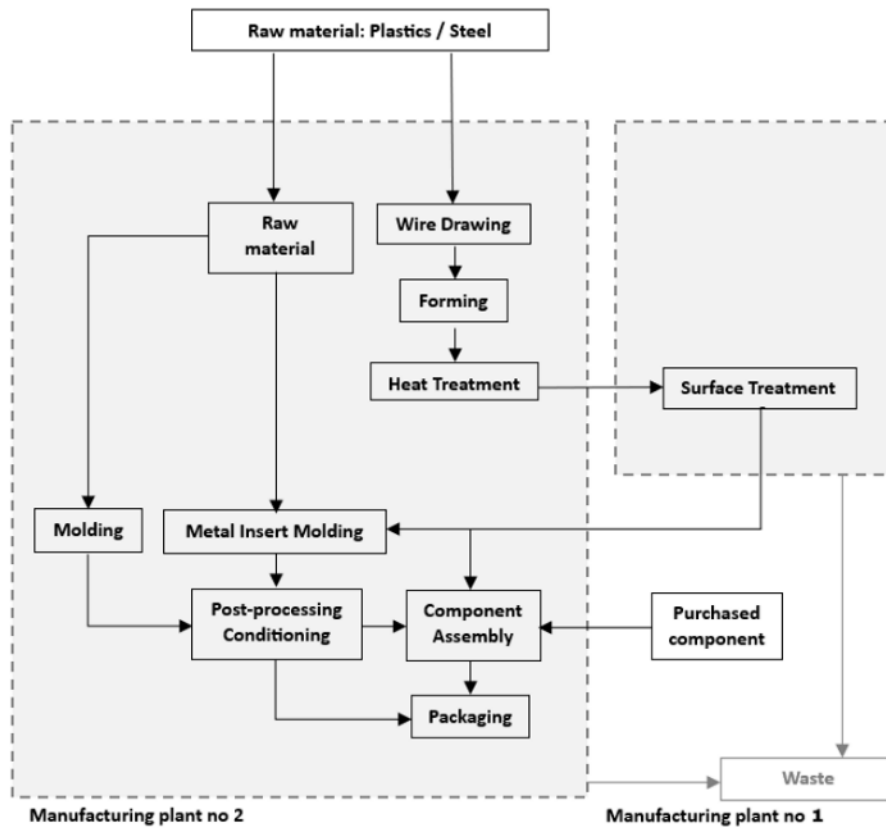 Raw material: Plastics / Steel
Raw
material
Wire Drawing
Forming
Heat Treatment
Surface Treatment
Molding
Metal Insert Molding
Post-processing
Conditioning
Component
Assembly
Purchased
component
Packaging
Waste
Manufacturing plant no 2
Manufacturing plant no 1